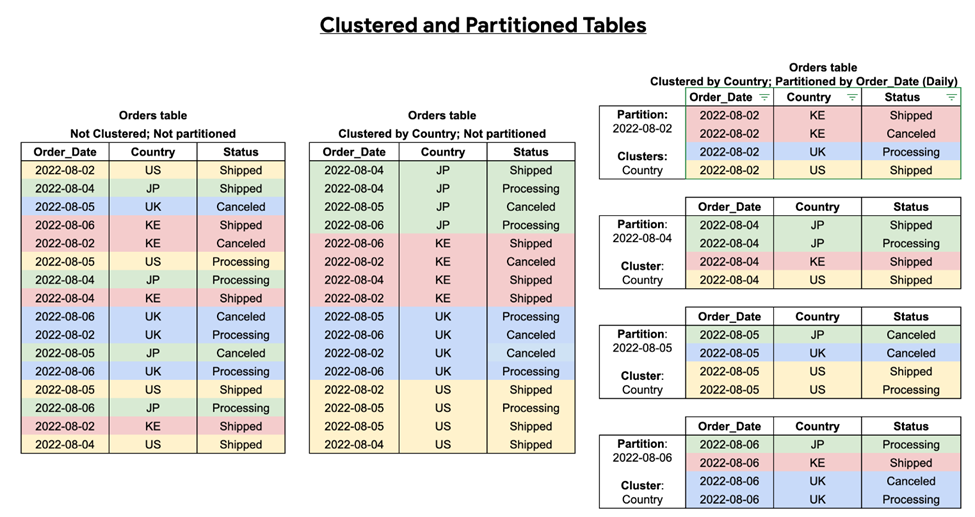 Clustered and Partitioned Tables
Orders table
Not Clustered; Not partitioned
Order_Date Country Status
2022-08-02 US Shipped
2022-08-04 JP Shipped
2022-08-05 UK Canceled
2022-08-06 KE Shipped
2022-08-02 KE Canceled
2022-08-05 US Processing
2022-08-04 JP Processing
2022-08-04 KE Shipped
2022-08-06 UK Canceled
2022-08-02 UK Processing
2022-08-05 JP Canceled
2022-08-06 UK Processing
2022-08-05 US Shipped
2022-08-06 JP Processing
2022-08-02 KE Shipped
2022-08-04 US Shipped
Orders table
Clustered by Country; Not partitioned
Order_Date Country Status
2022-08-04 JP Shipped
2022-08-04 JP Processing
2022-08-05 JP Canceled
2022-08-06 JP Processing
2022-08-06 KE Shipped
2022-08-02 KE Canceled
2022-08-04 KE Shipped
2022-08-02 KE Shipped
2022-08-05 UK Processing
2022-08-06 UK Canceled
2022-08-02 UK Canceled
2022-08-06 UK Processing
2022-08-02 US Shipped
2022-08-05 US Processing
2022-08-05 US Shipped
2022-08-04 US Shipped
Orders table
Clustered by Country; Partitioned by Order_Date (Daily)
Order_Date Country Status
Partition: 2022-08-02 KE Shipped
2022-08-02
2022-08-02 KE Canceled
Clusters: 2022-08-02 UK Processing
Country 2022-08-02 US Shipped
Order_Date Country Status
Partition: 2022-08-04 JP Shipped
2022-08-04
2022-08-04 JP Processing
Cluster: 2022-08-04 KE Shipped
Country 2022-08-04 US Shipped
Order_Date Country Status
Partition: 2022-08-05 JP Canceled
2022-08-05
2022-08-05 UK Canceled
Cluster: 2022-08-05 US Shipped
Country 2022-08-05 US Processing
Order_Date Country Status
Partition: 2022-08-06 JP Processing
2022-08-06
2022-08-06 KE Shipped
Cluster: 2022-08-06 UK Canceled
Country 2022-08-06 UK Processing